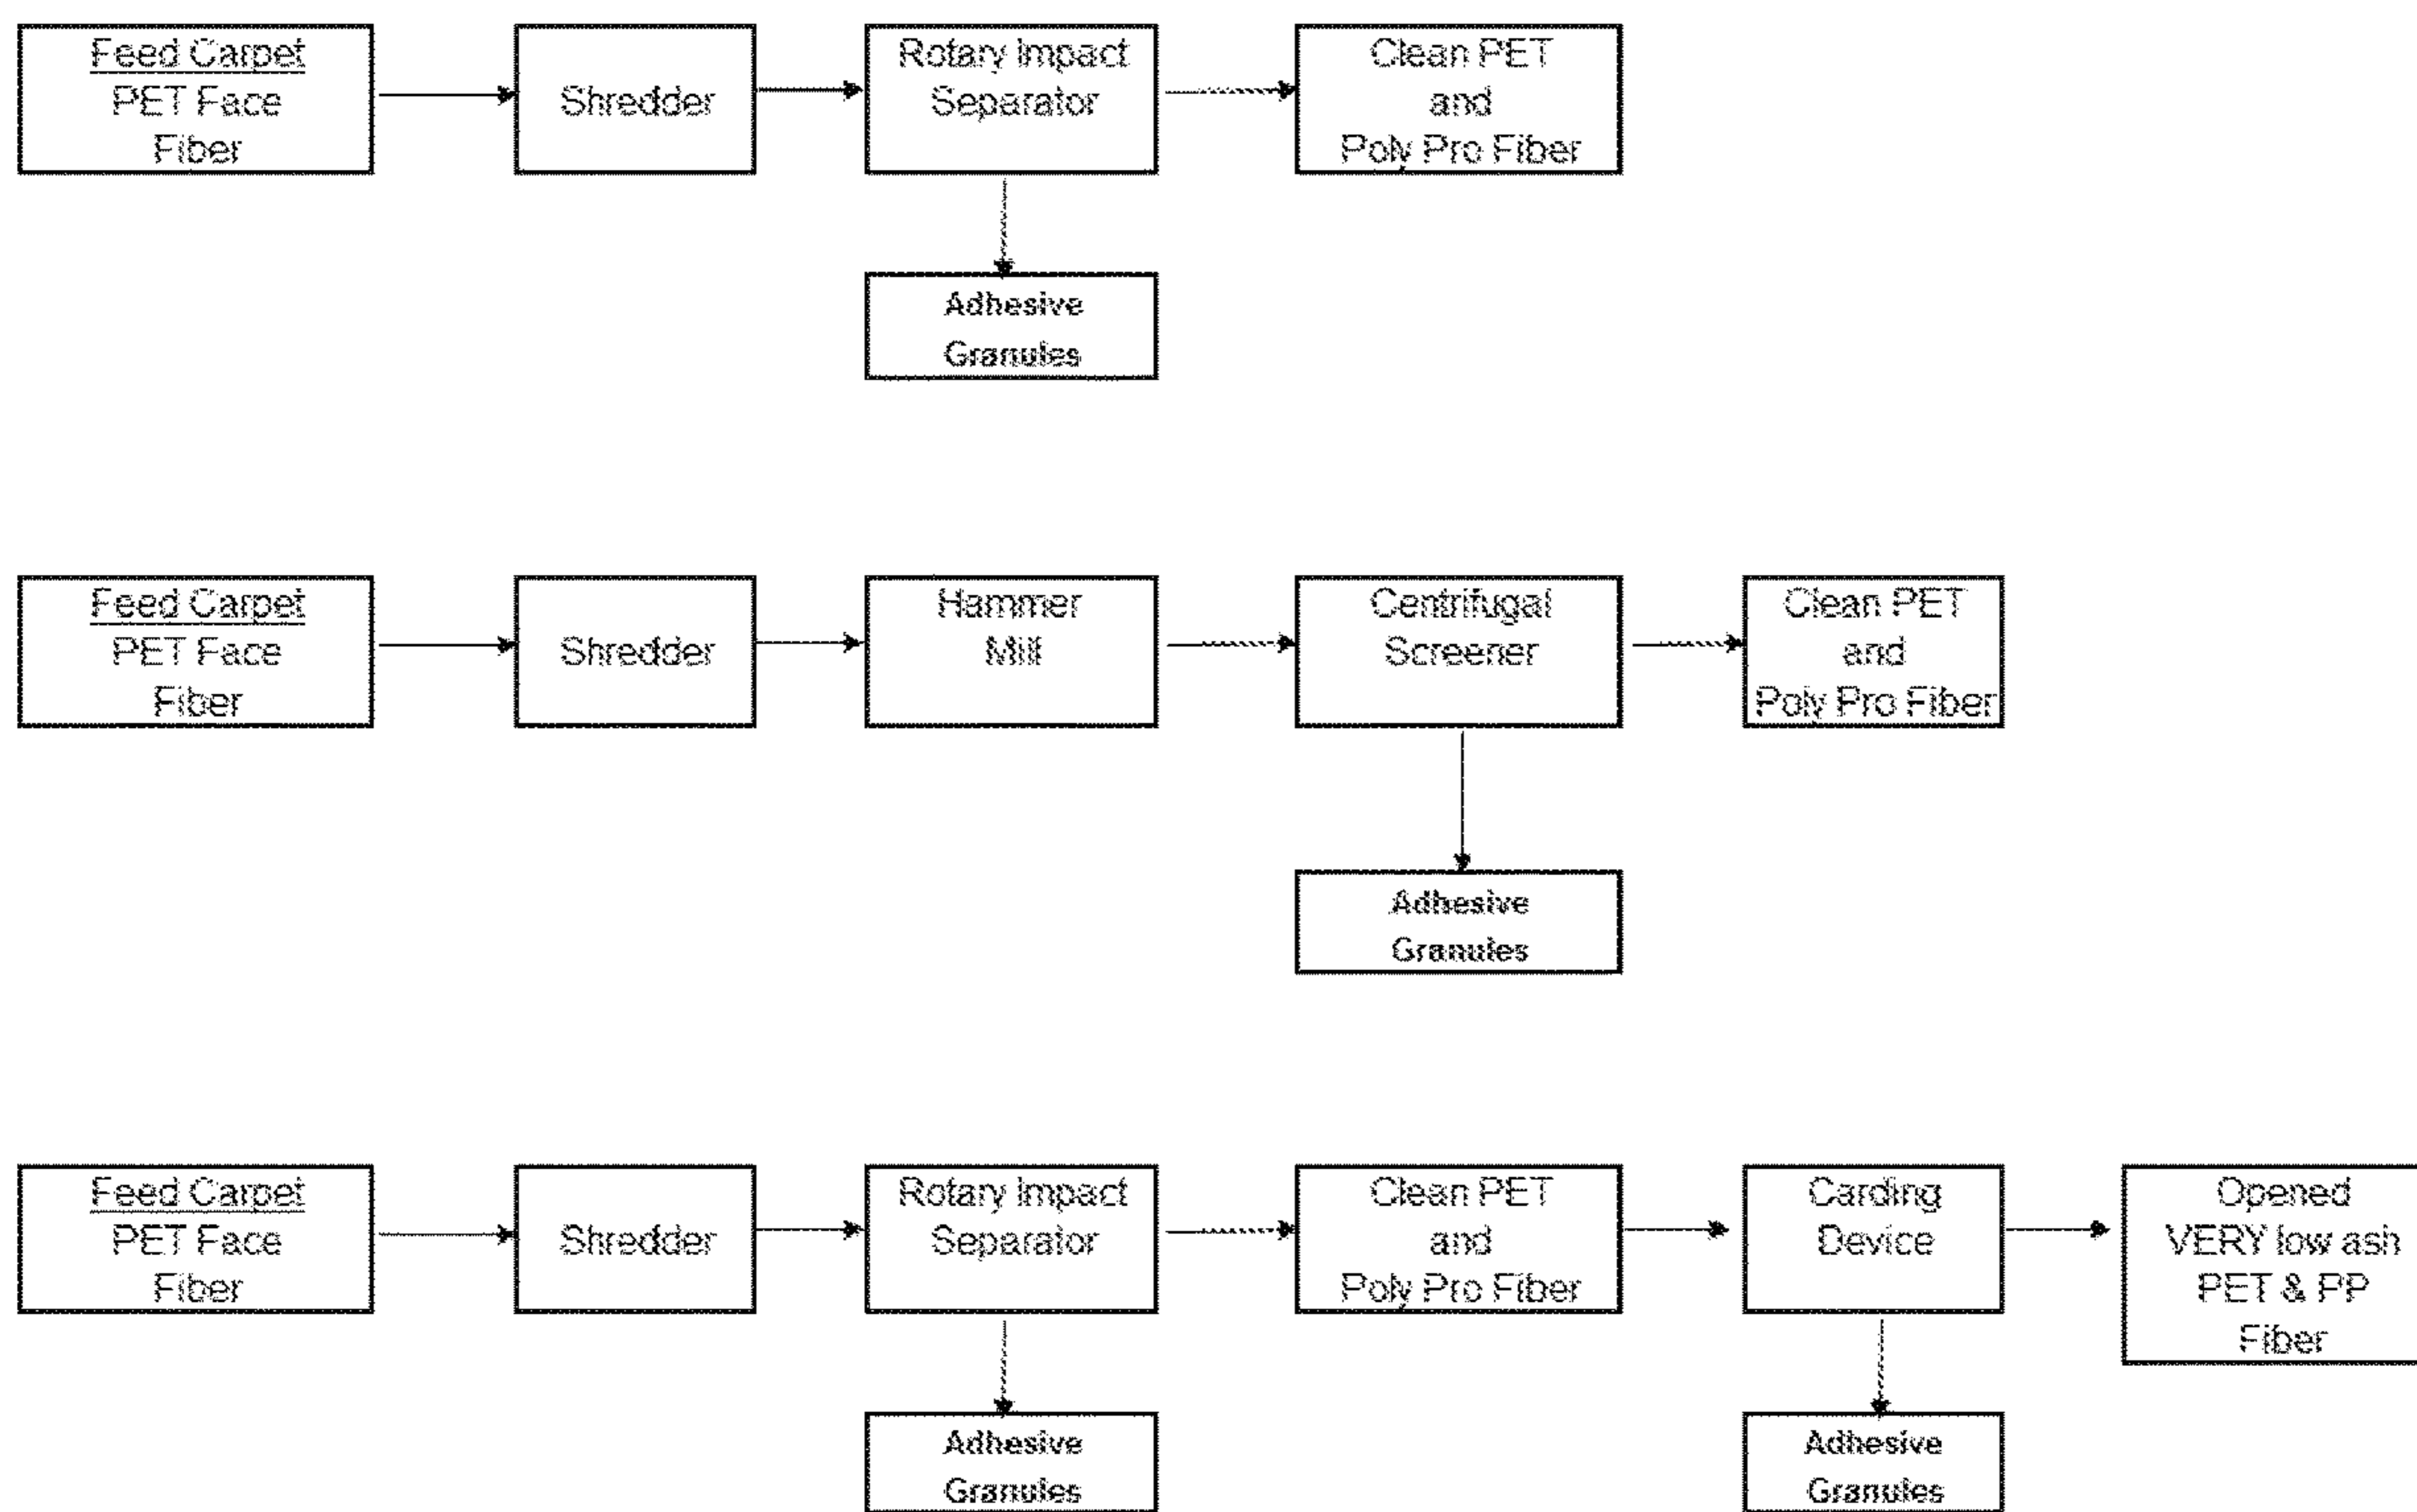 Feed Carpet
PET Face
Fiber
Shredder
Rotary Impact
Separator
Clean PET
and
Poly Pro Fiber
Adhesive
Granules
Feed Carpet
PET Face
Fiber
Shredder
Hammer
Mill
Centrifugal
Screener
Clean PET
and
Poly Pro Fiber
Adhesive
Granules
Feed Carpet
PET Face
Fiber
Shredder
Rotary Impact
Separator
Clean PET
and
Poly Pro Fiber
Carding
Device
Opened
VERY low ash
PET & PP
Fiber
Adhesive
Granules
Adhesive
Granules